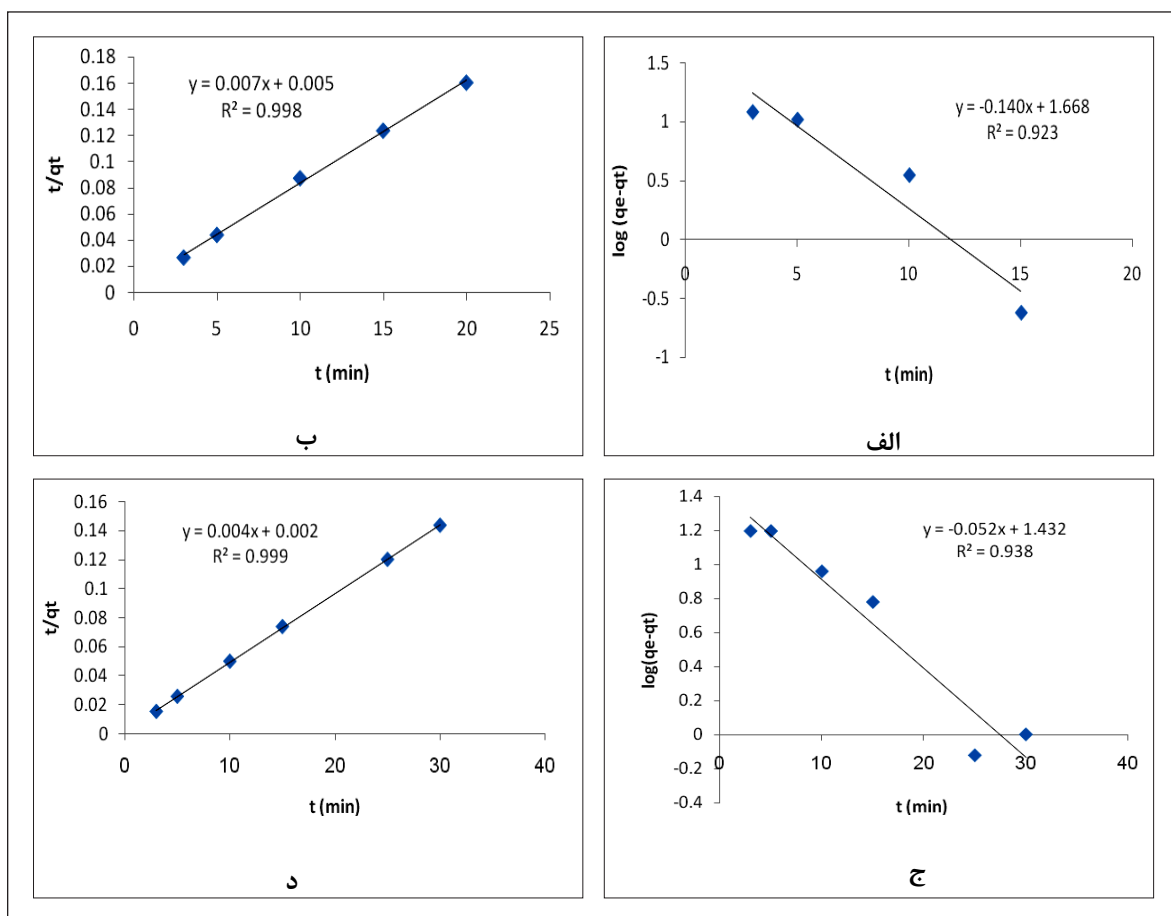 1.5
1
0.5
0
-0.5
-1
0
5
10
15
20
y = -0.140x + 1.668
R² = 0.923
log (qe-qt)
t (min)
الف
0.18
0.16
0.14
0.12
0.1
0.08
0.06
0.04
0.02
0
0
5
10
15
20
25
y = 0.007x + 0.005
R² = 0.998
t/qt
t (min)
ب
1.4
1.2
1
0.8
0.6
0.4
0.2
0
-0.2
-0.4
0
10
20
30
40
y = -0.052x + 1.432
R² = 0.938
log(qe-qt)
t (min)
ج
0.16
0.14
0.12
0.1
0.08
0.06
0.04
0.02
0
0
10
20
30
40
y = 0.004x + 0.002
R² = 0.999
t/qt
t (min)
د